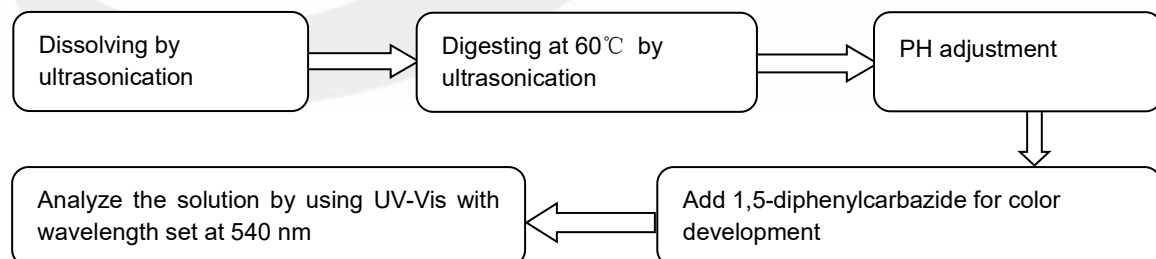 Dissolving by
ultrasonication
Digesting at 60℃ by
ultrasonication
PH adjustment
Analyze the solution by using UV-Vis with
wavelength set at 540 nm
Add 1,5-diphenylcarbazide for color
development